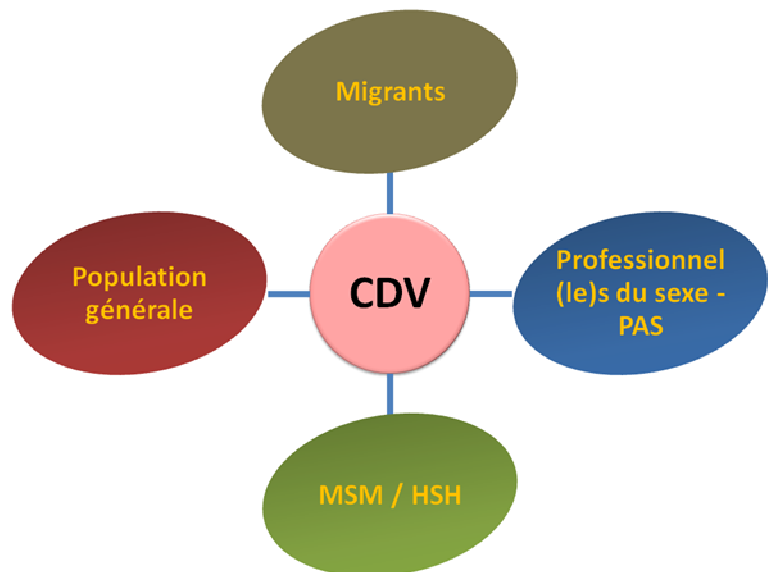 Migrants
Population
générale
CDV
Professionnel
(le)s du sexe -
PAS
MSM / HSH